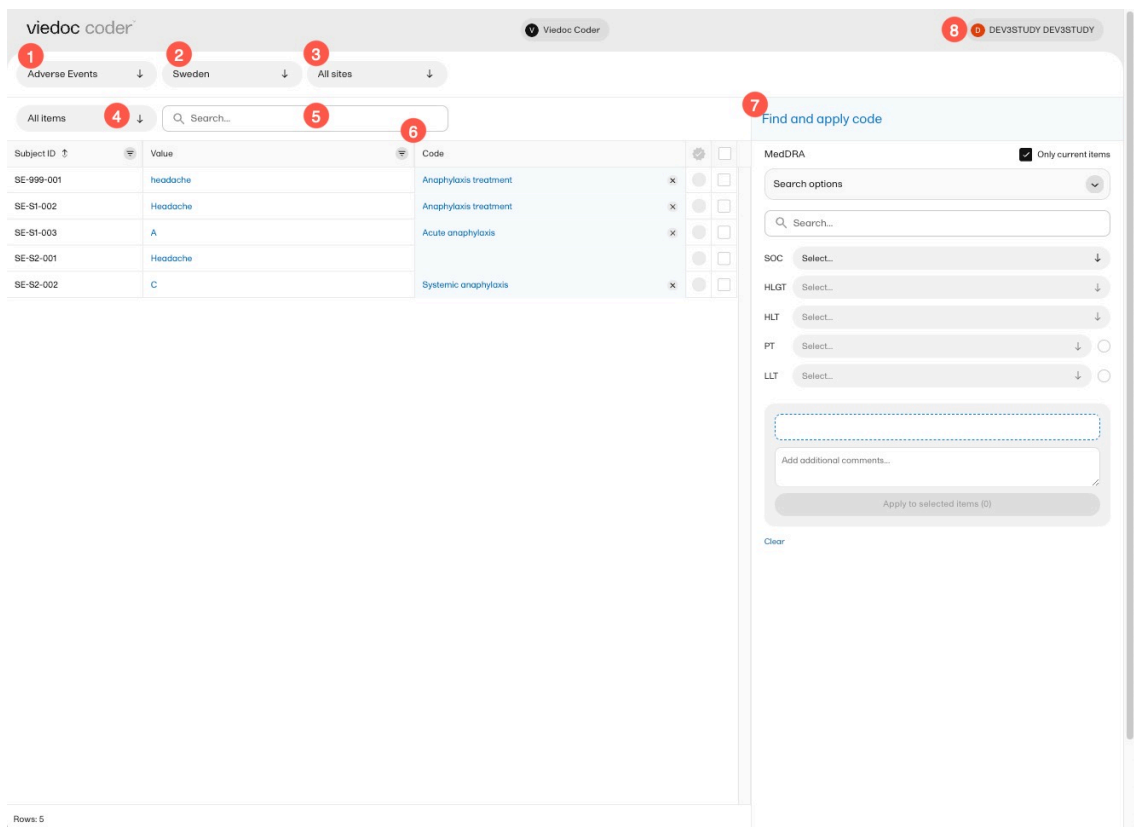 viedoc coder
V Viedoc Coder
8 D DEV3STUDY DEV3STUDY
1 2 3
Adverse Events ↓ Sweden ↓ All sites ↓
All items 4 ↓ Search... 5
6
7
Find and apply code
Subject ID ↑ Value Code
SE-999-001 headache Anaphylaxis treatment ×
SE-S1-002 Headache Anaphylaxis treatment ×
SE-S1-003 A Acute anaphylaxis ×
SE-S2-001 Headache
SE-S2-002 C Systemic anaphylaxis ×
MedDRA Only current items
Search options
Search...
SOC Select... ↓
HLGT Select... ↓
HLT Select... ↓
PT Select... ↓
LLT Select... ↓
Add additional comments...
Apply to selected items (0)
Clear
Rows: 5